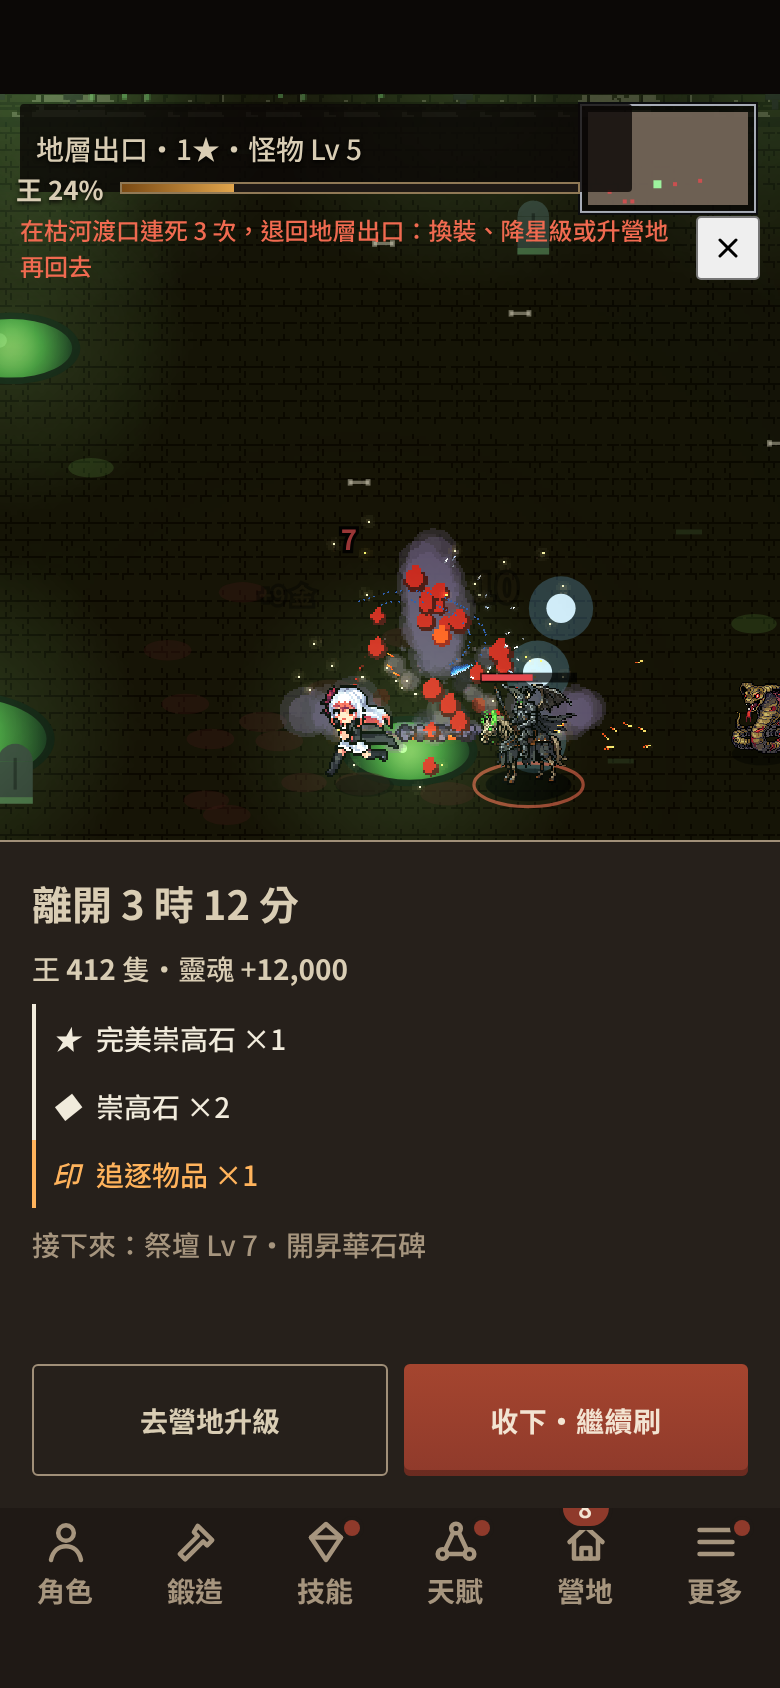 地層出口・1★・怪物 Lv 5
王 24%
在枯河渡口連死 3 次，退回地層出口：換裝、降星級或升營地
再回去
7
離開 3 時 12 分
王 412 隻・靈魂 +12,000
★ 完美崇高石 ×1
◆ 崇高石 ×2
印 追逐物品 ×1
接下來：祭壇 Lv 7・開昇華石碑
去營地升級
收下・繼續刷
角色
鍛造
技能
天賦
營地
更多